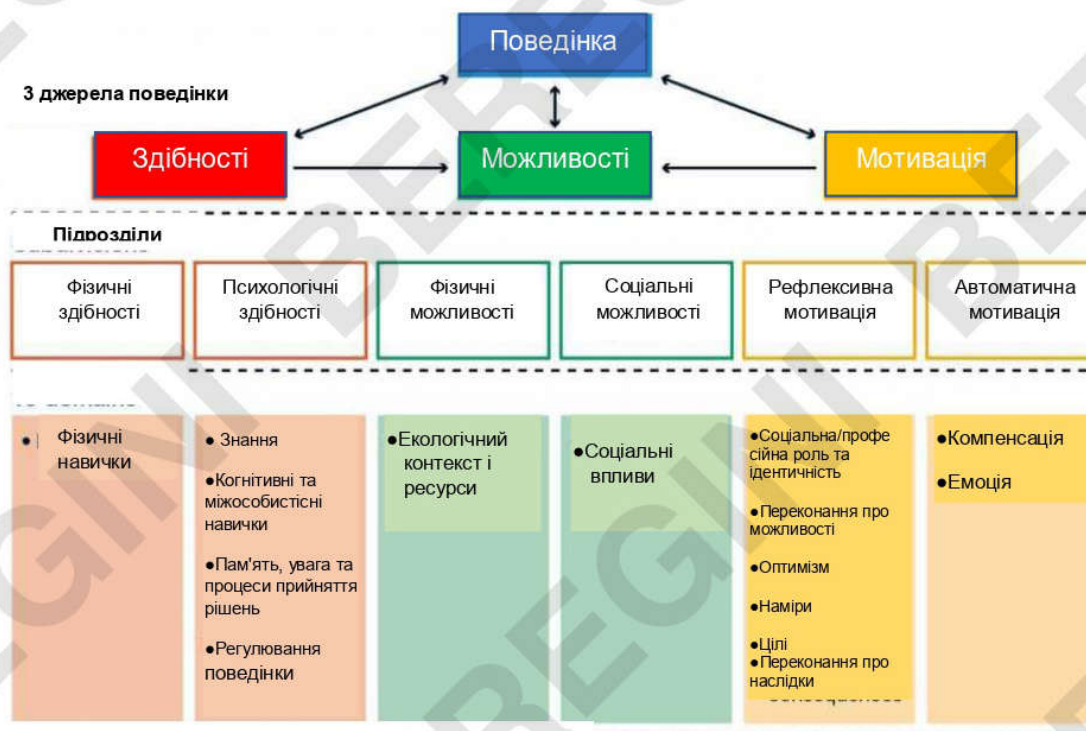 Поведінка
3 джерела поведінки
Здібності
Можливості
Мотивація
Підрозділи
Фізичні
здібності
Психологічні
здібності
Фізичні
можливості
Соціальні
можливості
Рефлексивна
мотивація
Автоматична
мотивація
● Фізичні
навички
● Знання
●Когнітивні та
міжособистісні
навички
●Пам'ять, увага та
процеси прийняття
рішень
●Регулювання
поведінки
●Екологічний
контекст і
ресурси
●Соціальні
впливи
●Соціальна/профе
сійна роль та
ідентичність
●Переконання про
можливості
●Оптимізм
●Наміри
●Цілі
●Переконання про
наслідки
●Компенсація
●Емоція
BEREGINI
BEREGINI